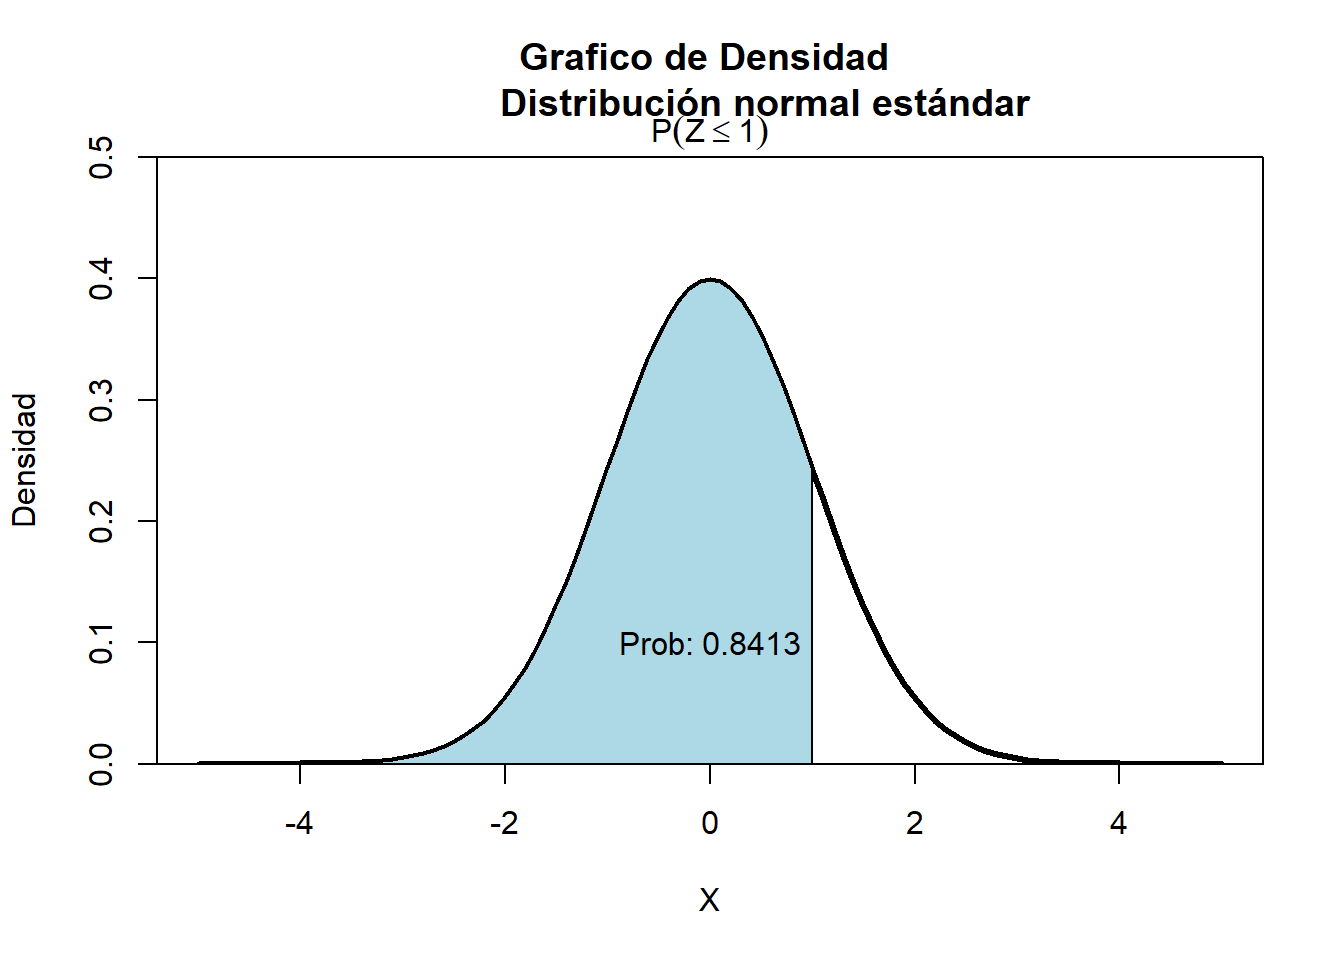 Grafico de Densidad
Distribución normal estándar
P(Z ≤ 1)
0.5
0.4
0.3
0.2
0.1
0.0
Densidad
Prob: 0.8413
-4 -2 0 2 4
X